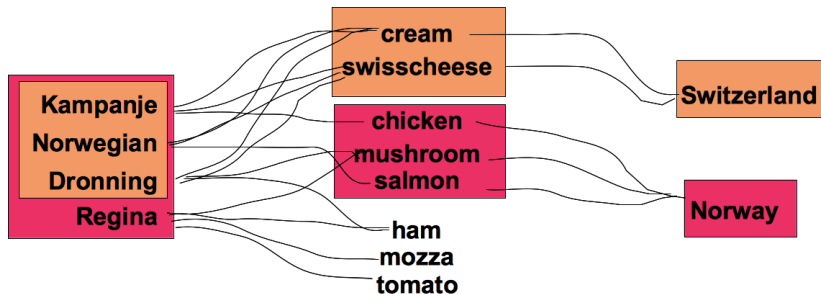 Kampanje
Norwegian
Dronning
Regina
cream
swisscheese
chicken
mushroom
salmon
ham
mozza
tomato
Switzerland
Norway